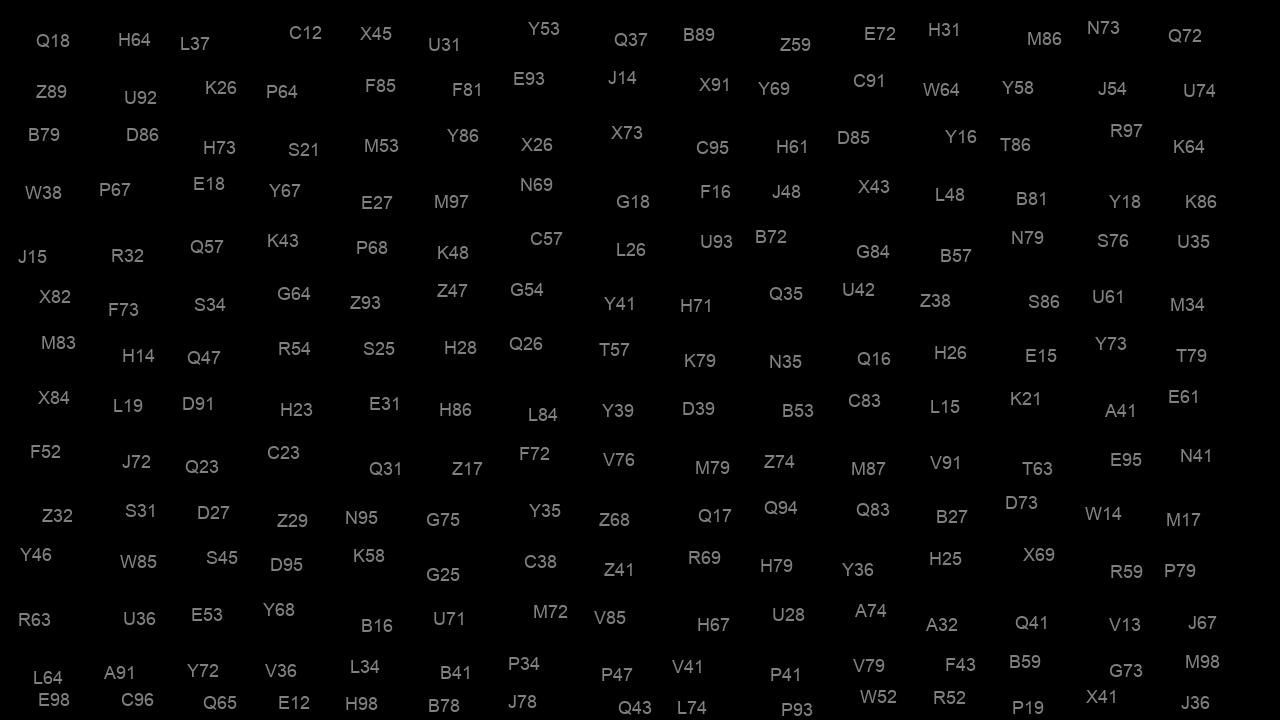 Q18 H64 L37 C12 X45 U31 Y53 Q37 B89 Z59 E72 H31 M86 N73 Q72
Z89 U92 K26 P64 F85 F81 E93 J14 X91 Y69 C91 W64 Y58 J54 U74
B79 D86 H73 S21 M53 Y86 X26 X73 C95 H61 D85 Y16 T86 R97 K64
W38 P67 E18 Y67 E27 M97 N69 G18 F16 J48 X43 L48 B81 Y18 K86
J15 R32 Q57 K43 P68 K48 C57 L26 U93 B72 G84 B57 N79 S76 U35
X82 F73 S34 G64 Z93 Z47 G54 Y41 H71 Q35 U42 Z38 S86 U61 M34
M83 H14 Q47 R54 S25 H28 Q26 T57 K79 N35 Q16 H26 E15 Y73 T79
X84 L19 D91 H23 E31 H86 L84 Y39 D39 B53 C83 L15 K21 A41 E61
F52 J72 Q23 C23 Q31 Z17 F72 V76 M79 Z74 M87 V91 T63 E95 N41
Z32 S31 D27 Z29 N95 G75 Y35 Z68 Q17 Q94 Q83 B27 D73 W14 M17
Y46 W85 S45 D95 K58 G25 C38 Z41 R69 H79 Y36 H25 X69 R59 P79
R63 U36 E53 Y68 B16 U71 M72 V85 H67 U28 A74 A32 Q41 V13 J67
L64 A91 Y72 V36 L34 B41 P34 P47 V41 P41 V79 F43 B59 G73 M98
E98 C96 Q65 E12 H98 B78 J78 Q43 L74 P93 W52 R52 P19 X41 J36